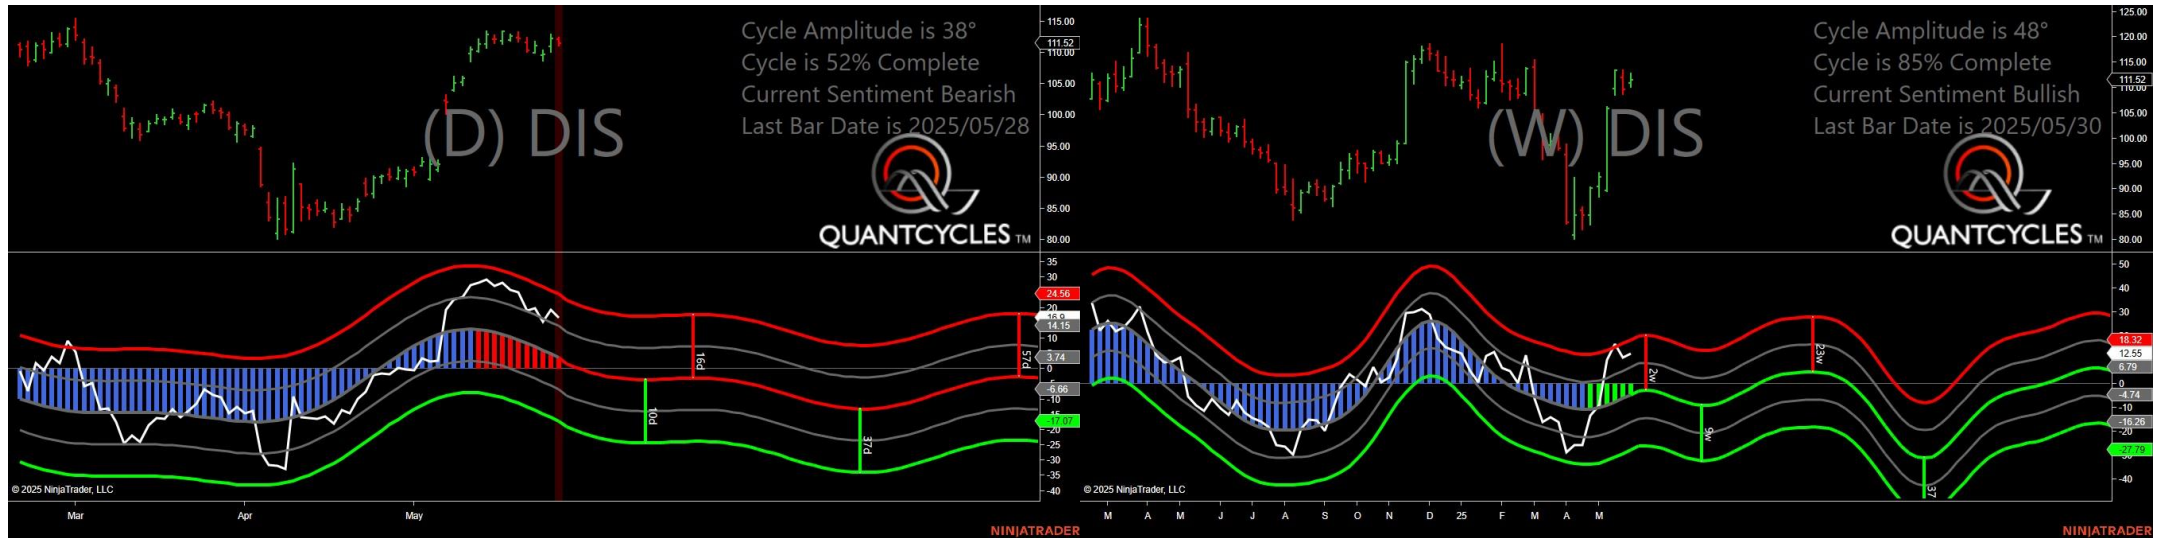 Cycle Amplitude is 38°
Cycle is 52% Complete
Current Sentiment Bearish
Last Bar Date is 2025/05/28
(D) DIS
QUANTCYCLES TM
115.00
111.52
110.00
105.00
100.00
95.00
90.00
85.00
80.00
35
30
24.56
20
16.9
14.15
10
3.74
0
-6.66
-10
-15
-17.07
-20
-25
-30
-35
-40
10d
16d
37d
57d
© 2025 NinjaTrader, LLC
Mar Apr May
NINJATRADER
Cycle Amplitude is 48°
Cycle is 85% Complete
Current Sentiment Bullish
Last Bar Date is 2025/05/30
(W) DIS
QUANTCYCLES TM
125.00
120.00
115.00
111.52
110.00
105.00
100.00
95.00
90.00
85.00
80.00
50
40
30
18.32
12.55
6.79
0
-4.74
-10
-16.26
-20
-27.79
-40
2w
9w
23w
37
© 2025 NinjaTrader, LLC
M A M J J A S O N D 25 F M A M
NINJATRADER